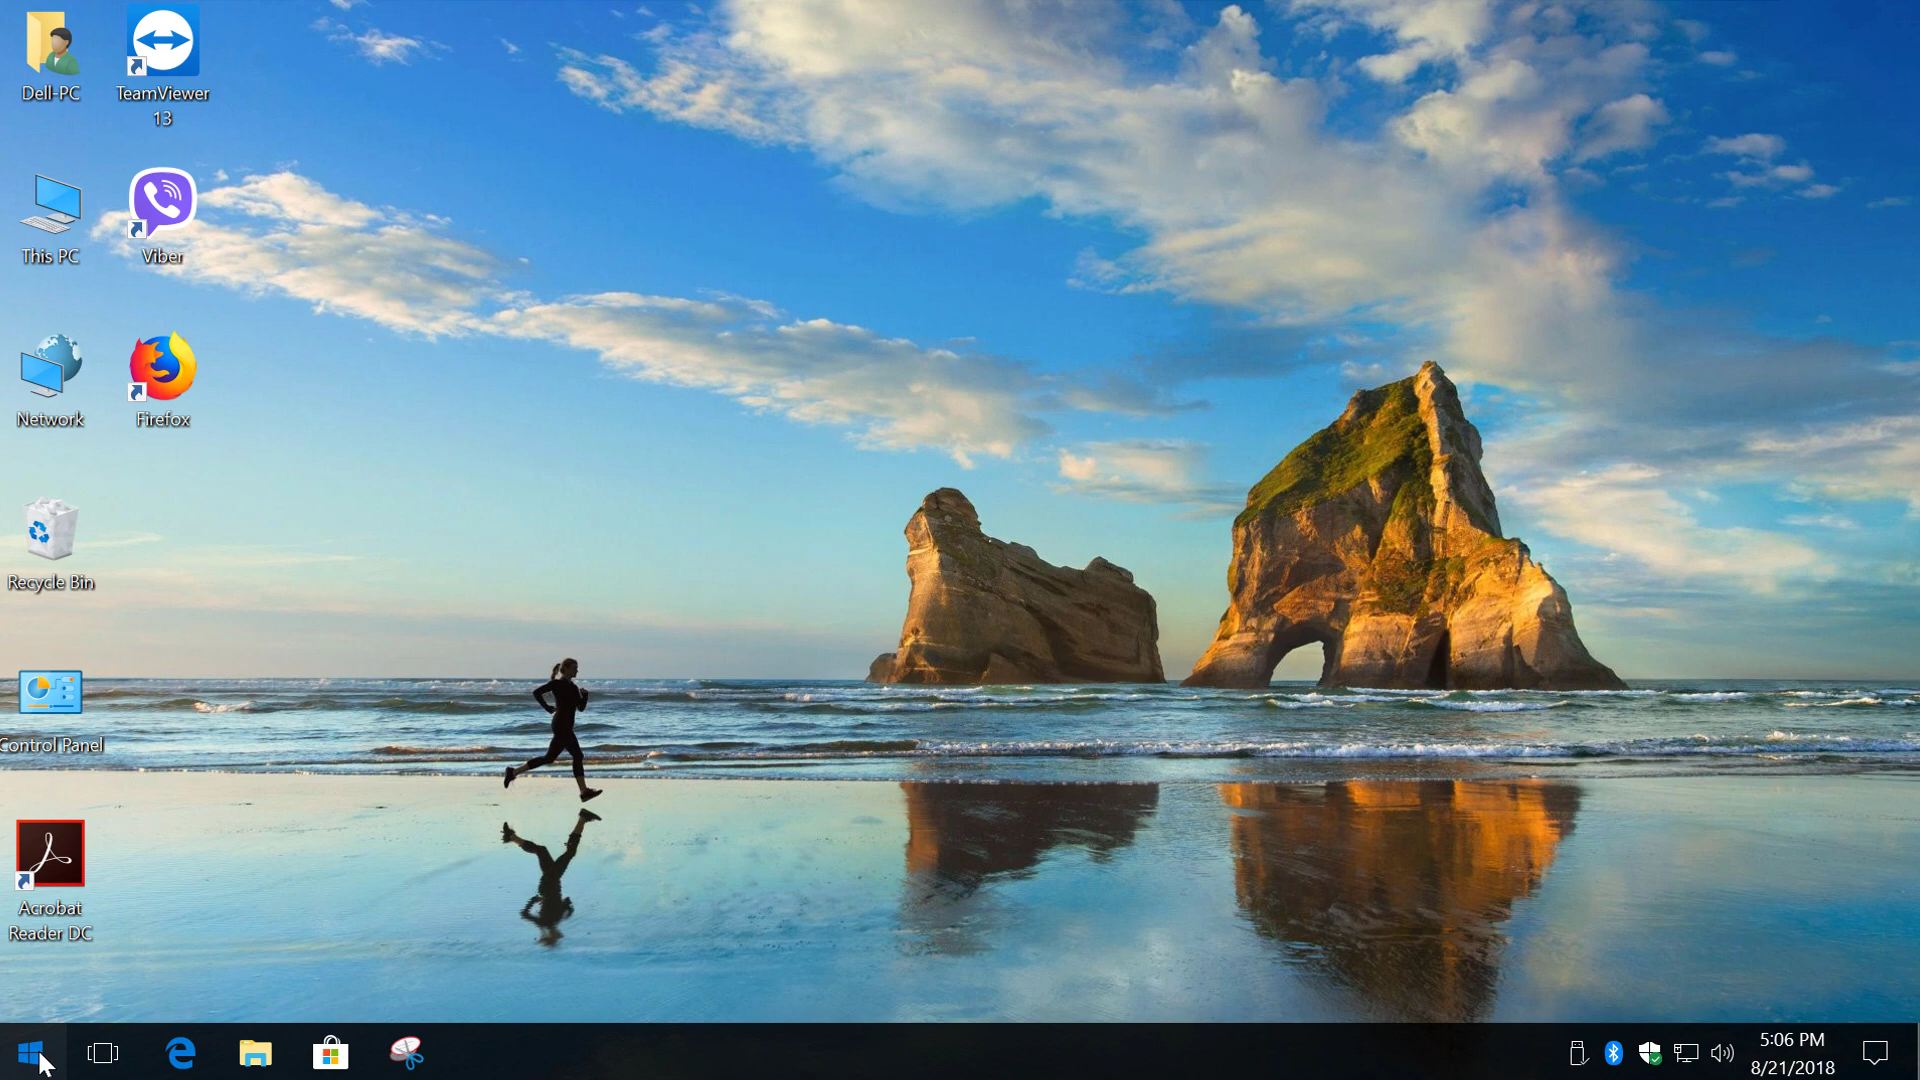 Dell-PC
TeamViewer
13
This PC
Viber
Network
Firefox
Recycle Bin
Control Panel
Acrobat
Reader DC
5:06 PM
8/21/2018